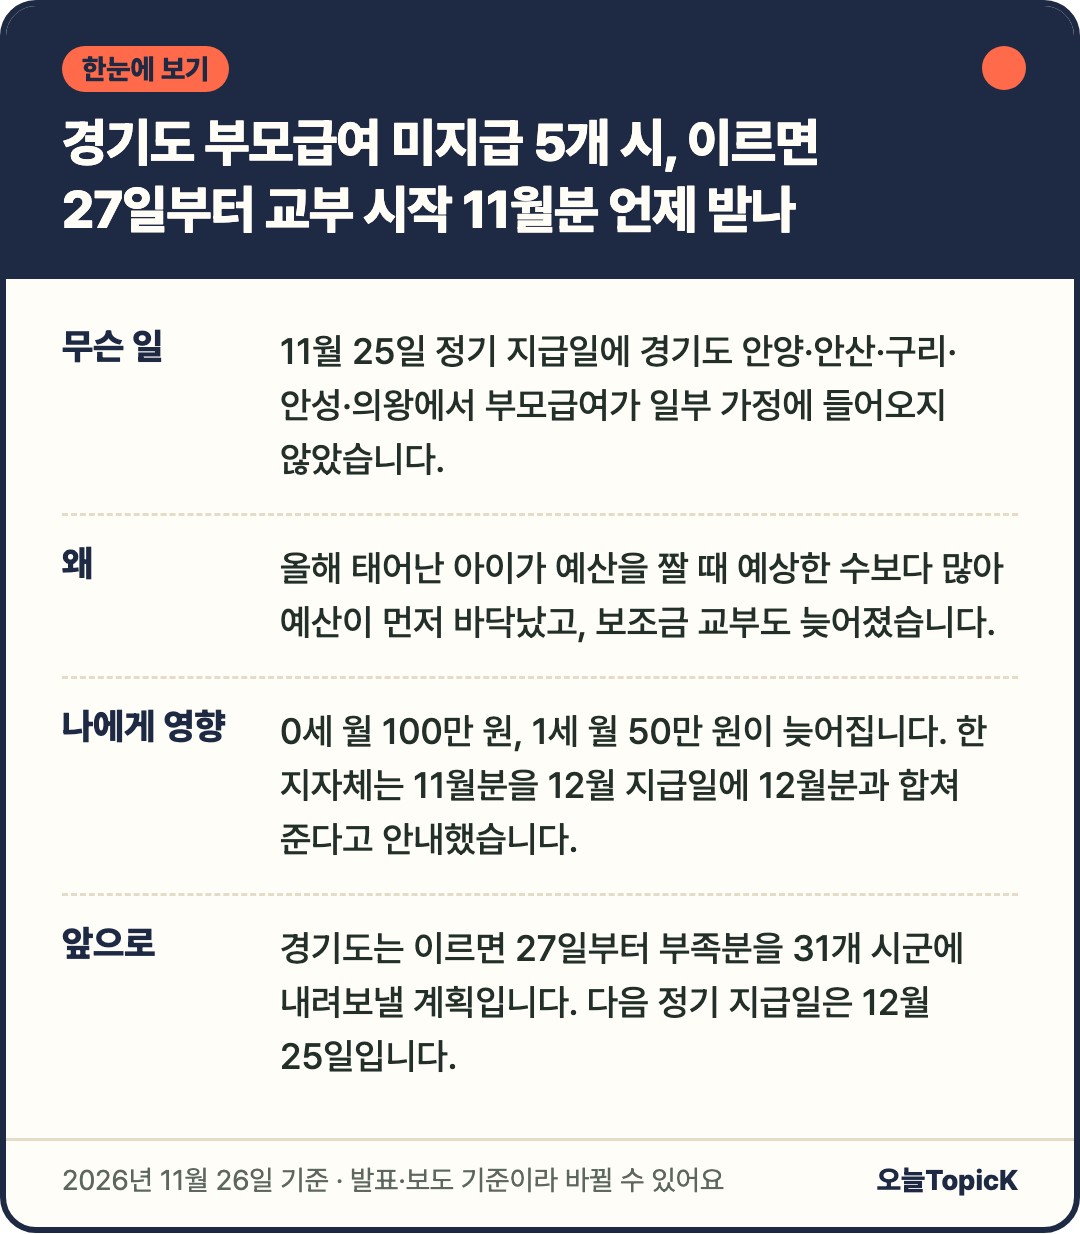 한눈에 보기
경기도 부모급여 미지급 5개 시, 이르면
27일부터 교부 시작 11월분 언제 받나
무슨 일
11월 25일 정기 지급일에 경기도 안양·안산·구리·
안성·의왕에서 부모급여가 일부 가정에 들어오지
않았습니다.
왜
올해 태어난 아이가 예산을 짤 때 예상한 수보다 많아
예산이 먼저 바닥났고, 보조금 교부도 늦어졌습니다.
나에게 영향
0세 월 100만 원, 1세 월 50만 원이 늦어집니다. 한
지자체는 11월분을 12월 지급일에 12월분과 합쳐
준다고 안내했습니다.
앞으로
경기도는 이르면 27일부터 부족분을 31개 시군에
내려보낼 계획입니다. 다음 정기 지급일은 12월
25일입니다.
2026년 11월 26일 기준 · 발표·보도 기준이라 바뀔 수 있어요
오늘TopicK